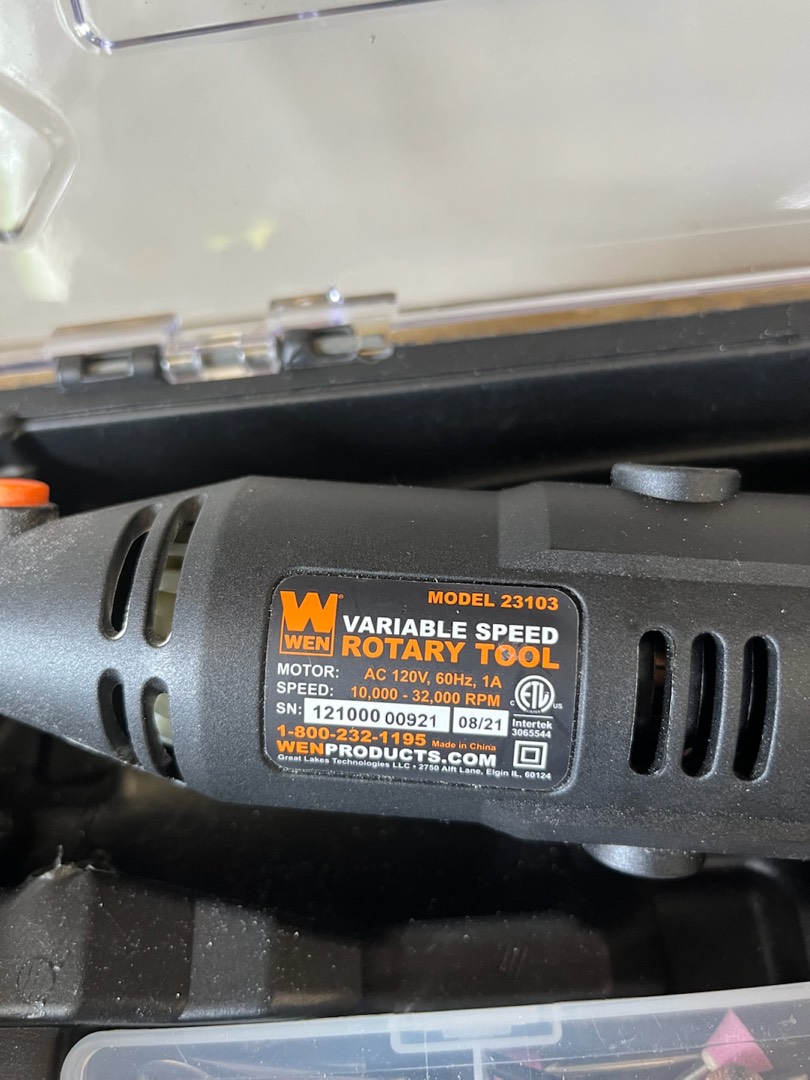 MODEL 23103
W®
WEN
VARIABLE SPEED
ROTARY TOOL
MOTOR: AC 120V, 60Hz, 1A
SPEED: 10,000 - 32,000 RPM
SN: 121000 00921 08/21
C ETL US
Intertek
3065544
1-800-232-1195 Made in China
WENPRODUCTS.COM
Great Lakes Technologies LLC • 2750 Alft Lane, Elgin IL, 60124